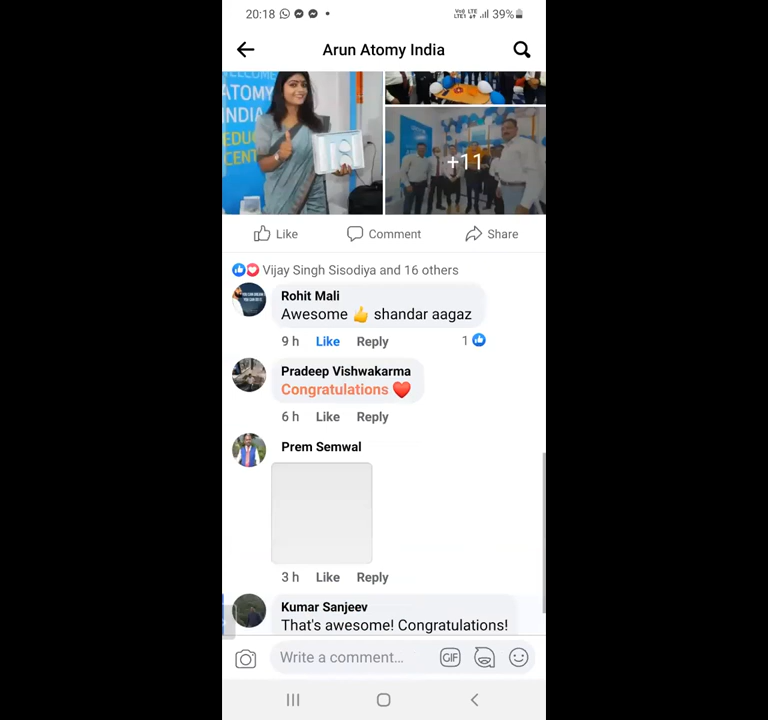 20:18
39%
Arun Atomy India
ATOMY
INDIA
+11
Like
Comment
Share
Vijay Singh Sisodiya and 16 others
Rohit Mali
Awesome 👍 shandar aagaz
9 h Like Reply 1
Pradeep Vishwakarma
Congratulations ❤️
6 h Like Reply
Prem Semwal
3 h Like Reply
Kumar Sanjeev
That's awesome! Congratulations!
Write a comment...
GIF